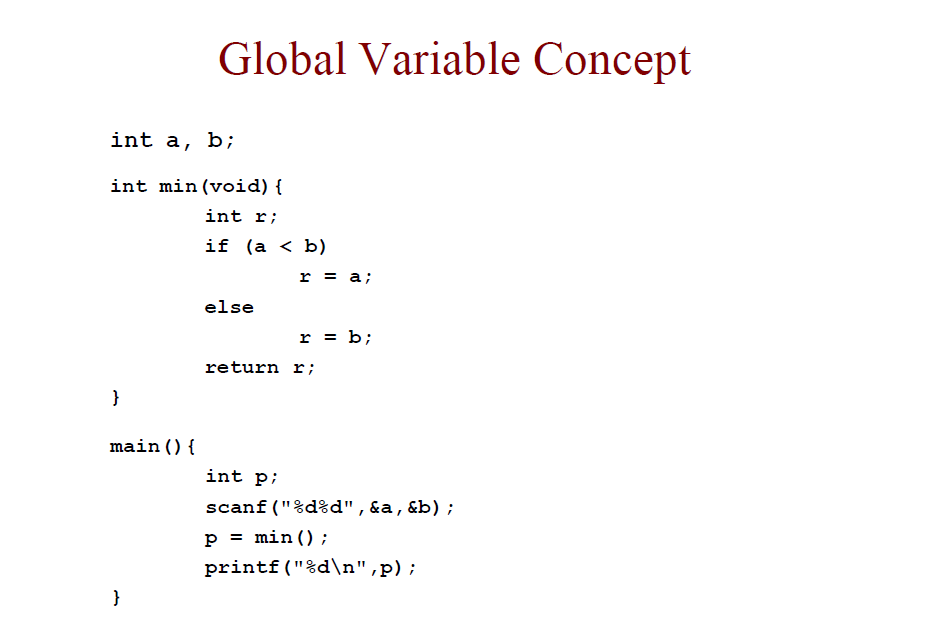 Global Variable Concept
int a, b;
int min(void){
int r;
if (a < b)
r = a;
else
r = b;
return r;
}
main(){
int p;
scanf("%d%d",&a,&b);
p = min();
printf("%d\n",p);
}